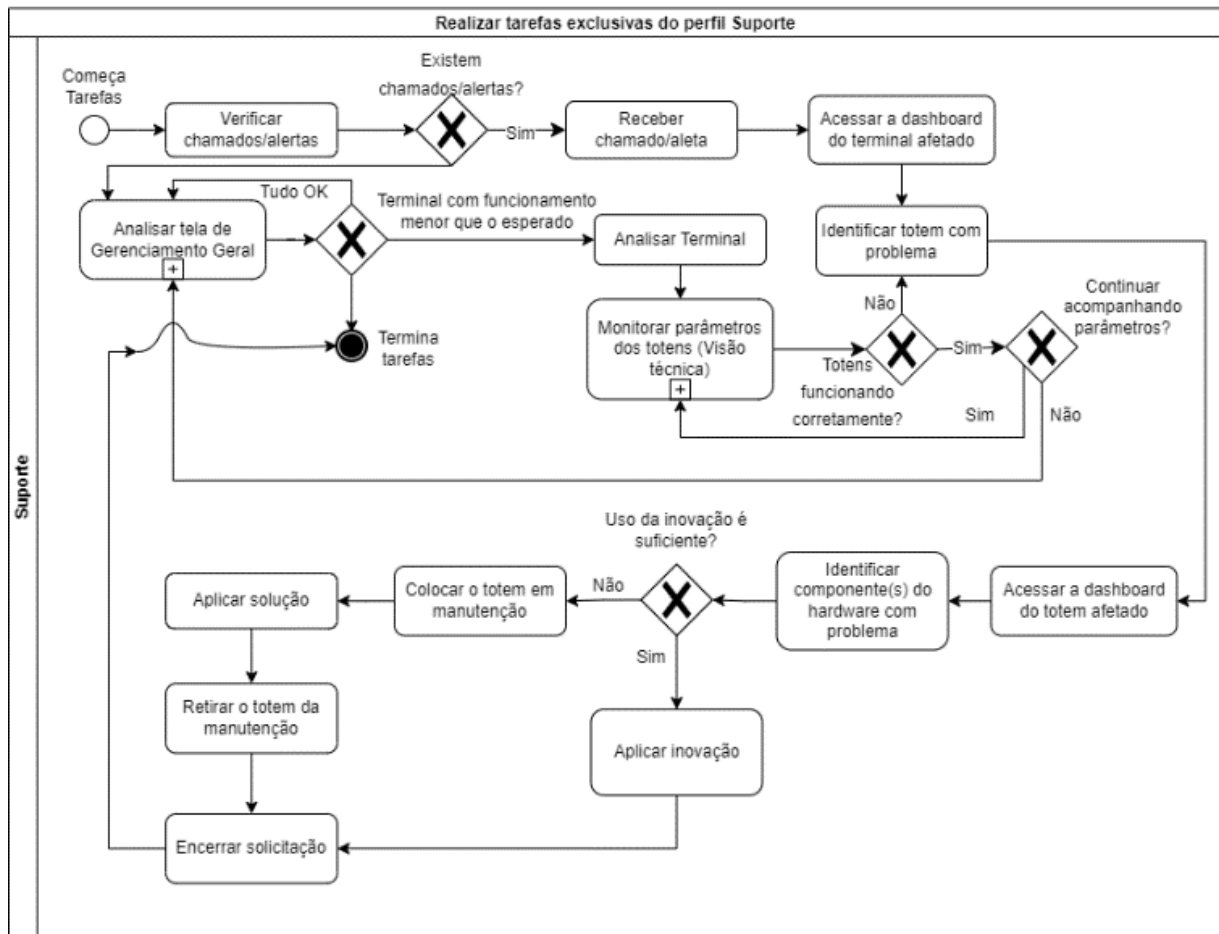 Realizar tarefas exclusivas do perfil Suporte
Suporte
Começa
Tarefas
Verificar
chamados/alertas
Existem
chamados/alertas?
Sim
Receber
chamado/aleta
Acessar a dashboard
do terminal afetado
Tudo OK
Analisar tela de
Gerenciamento Geral
+
Terminal com funcionamento
menor que o esperado
Analisar Terminal
Identificar totem com
problema
Termina
tarefas
Monitorar parâmetros
dos totens (Visão
técnica)
+
Não
Totens
funcionando
corretamente?
Sim
Continuar
acompanhando
parâmetros?
Sim
Não
Uso da inovação é
suficiente?
Aplicar solução
Colocar o totem em
manutenção
Não
Sim
Identificar
componente(s) do
hardware com
problema
Acessar a dashboard
do totem afetado
Retirar o totem da
manutenção
Aplicar inovação
Encerrar solicitação